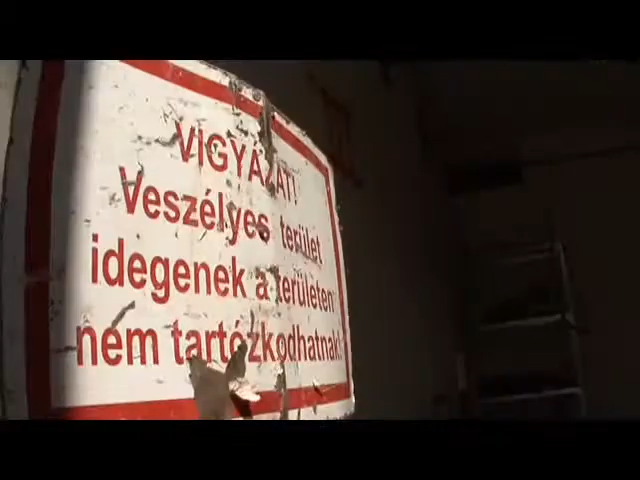 VIGYÁZAT!
Veszélyes terület
idegenek a területen
nem tartózkodhatnak!